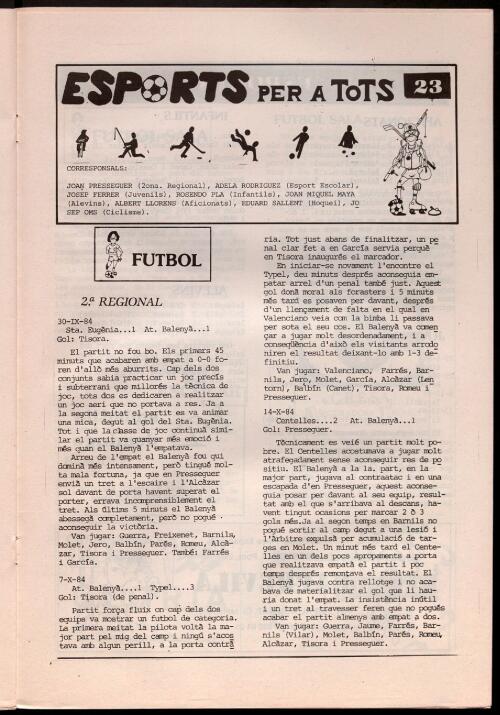 ESPORTS PER A TOTS 23
CORRESPONSALS:
JOAN PRESSEGUER (2ona. Regional), ADELA RODRIGUEZ (Esport Escolar),
JOSEP FERRER (Juvenils), ROSENDO PLA (Infantils), JOAN MIQUEL MAYA
(Alevins), ALBERT LLORENS (Aficionats), EDUARD SALLENT (Hoquei), JO
SEP OMS (Ciclisme).
FUTBOL
2.ª REGIONAL
30-IX-84
Sta. Eugènia...1 At. Balenyà...1
Gol: Tisora.
El partit no fou bo. Els primers 45
minuts que acabaren amb empat a 0-0 fo-
ren d'allò més aburrits. Cap dels dos
conjunts sabia practicar un joc precís
i subterrani que millorés la tècnica de
joc, tots dos es dedicaren a realitzar
un joc aeri que no portava a res. Ja a
la segona meitat el partit es va animar
una mica, degut al gol del Sta. Eugènia.
Tot i que la classe de joc continuà simi-
lar el partit va guanyar més emoció i
més quan el Balenyà l'empatava.
Arreu de l'empat el Balenyà fou qui
dominà més intensament, però tingué mol-
ta mala fortuna, ja que en Presseguer
envià un tret a l'escaire i l'Alcàzar
sol davant de porta havent superat el
porter, errava incomprensiblement el
tret. Als últims 5 minuts el Balenyà
abessegà completament, però no pogué
aconseguir la victòria.
Van jugar: Guerra, Freixenet, Barnils,
Molet, Jero, Balbín, Parés, Romeu, Alcà-
zar, Tisora i Presseguer. També: Farrés
i García.
7-X-84
At. Balenyà....1 Typel....3
Gol: Tisora (de penal).
Partit força fluix on cap dels dos
equips va mostrar un futbol de categoria.
La primera meitat la pilota voltà la ma-
jor part pel mig del camp i ningú s'acos
tava amb algun perill, a la porta contrà
ria. Tot just abans de finalitzar, un pe
nal clar fet a en García servia perquè
en Tisora inaugurés el marcador.
En iniciar-se novament l'encontre el
Typel, deu minuts després aconseguia em-
patar arrel d'un penal també just. Aquest
gol donà moral als forasters i 5 minuts
més tard es posaven per davant, després
d'un llençament de falta en el qual en
Valenciano veia com la bimba li passava
per sota el seu cos. El Balenyà va comen
çar a jugar molt desordenadament, i a
conseqüència d'això els visitants arrodo
niren el resultat deixant-lo amb 1-3 de-
finitiu.
Van jugar: Valenciano, Farrés, Bar-
nils, Jero, Molet, García, Alcàzar (Len
torn), Balbín (Canet), Tisora, Romeu i
Presseguer.
14-X-84
Centelles....2 At. Balenyà...1
Gol: Presseguer.
Tècnicament es veié un partit molt po-
bre. El Centelles acostumava a jugar molt
atrafegadament sense aconseguir res de po
sitiu. El Balenyà a la 1a. part, en la
major part, jugava al contraatac i en una
escapada d'en Presseguer, aquest aconse-
guia posar per davant al seu equip, resul-
tat amb el que s'arribava al descans, ha-
vent tingut ocasions per marcar 2 ò 3
gols més. Ja al segon temps en Barnils no
pogué sortir al camp degut a una lesió i
l'àrbitre expulsà per acumulació de tar-
ges en Molet. Un minut més tard el Cente-
lles en un dels pocs apropaments a porta
que realitzava empatà el partit i poc
temps després remontava el resultat. El
Balenyà jugava contra rellotge i no aca-
bava de materialitzar el gol que li hau-
ria donat l'empat. La insistència inútil
i un tret al travesser feren que no pogués
acabar el partit almenys amb empat a dos.
Van jugar: Guerra, Jaume, Farrés, Bar-
nils (Vilar), Molet, Balbín, Parés, Romeu,
Alcàzar, Tisora i Presseguer.